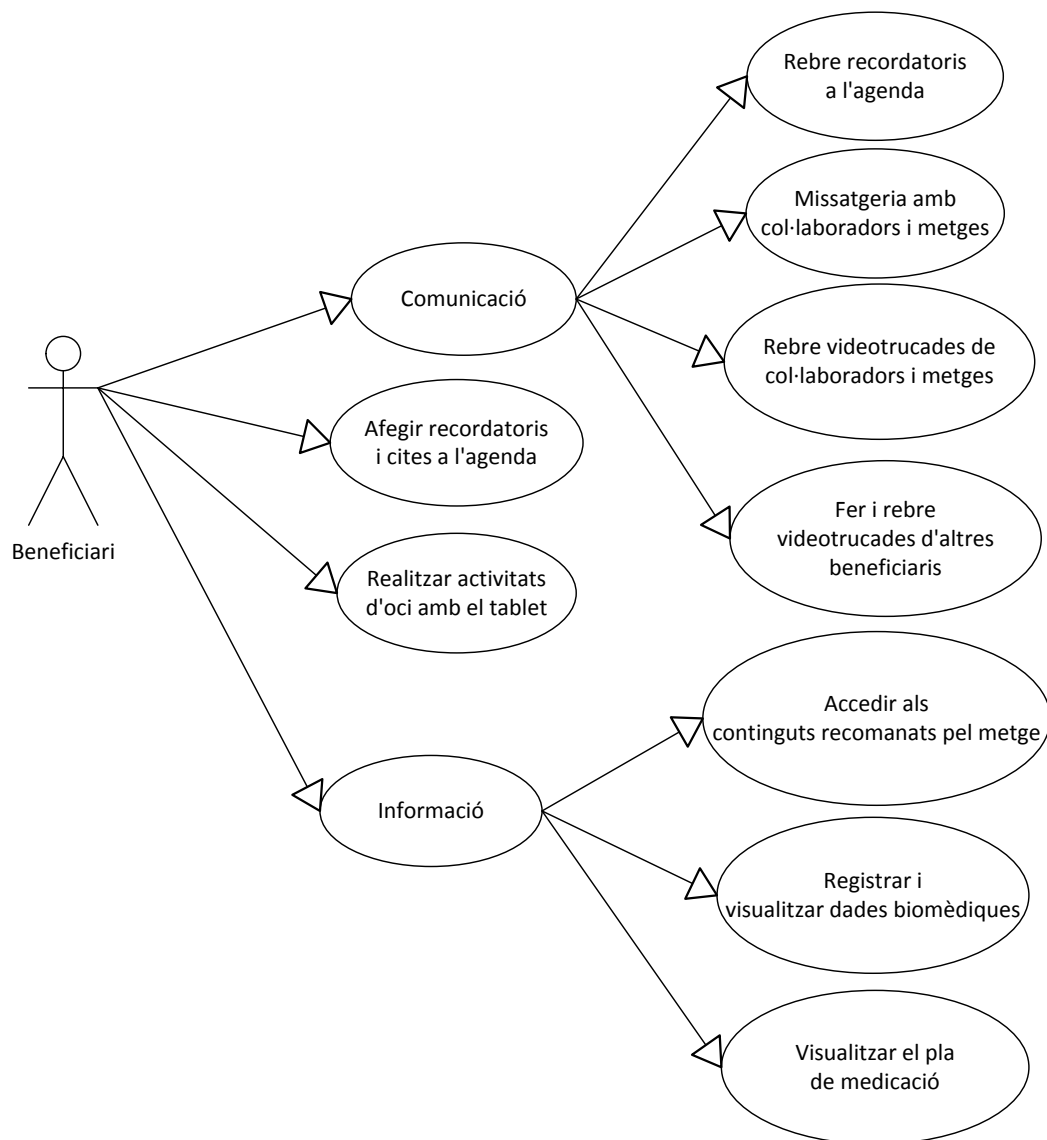 Rebre recordatoris
a l'agenda
Missatgeria amb
col·laboradors i metges
Comunicació
Rebre videotrucades de
col·laboradors i metges
Afegir recordatoris
i cites a l'agenda
Fer i rebre
videotrucades d'altres
beneficiaris
Beneficiari
Realitzar activitats
d'oci amb el tablet
Accedir als
continguts recomanats pel metge
Informació
Registrar i
visualitzar dades biomèdiques
Visualitzar el pla
de medicació